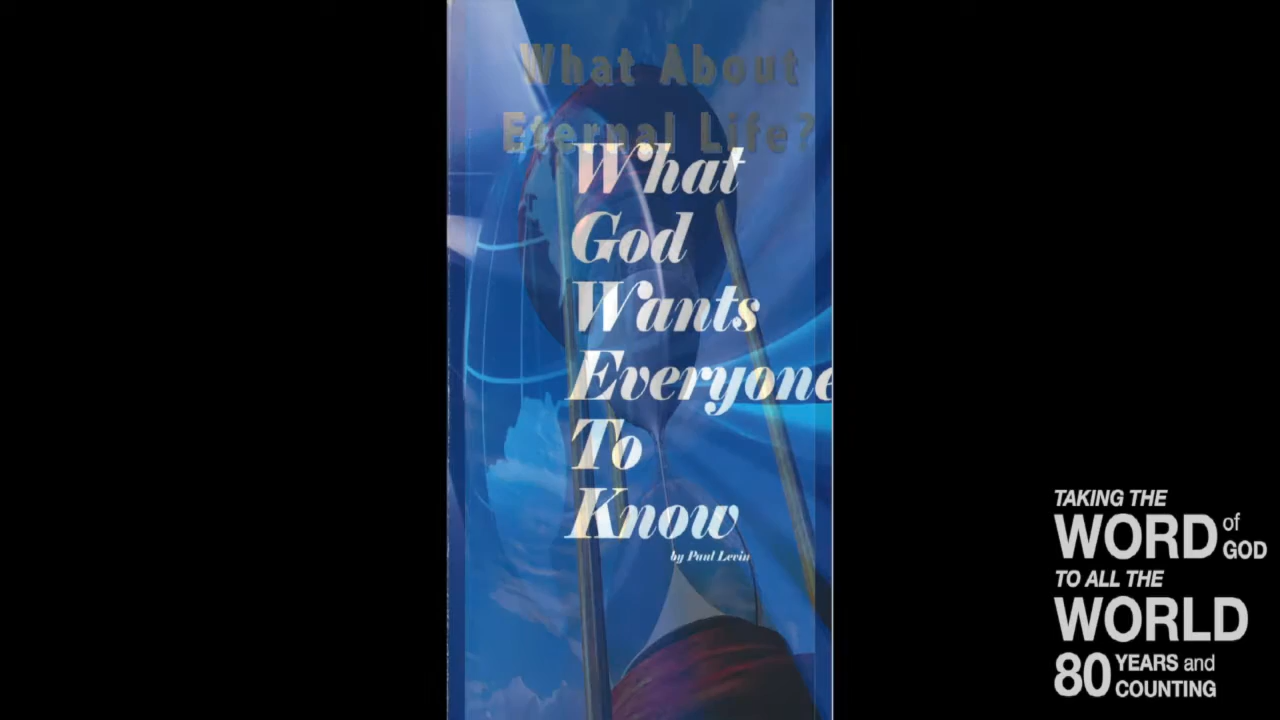 What About
Eternal Life?
What
God
Wants
Everyone
To
Know
by Paul Levin
TAKING THE
WORD of GOD
TO ALL THE
WORLD
80 YEARS and
COUNTING